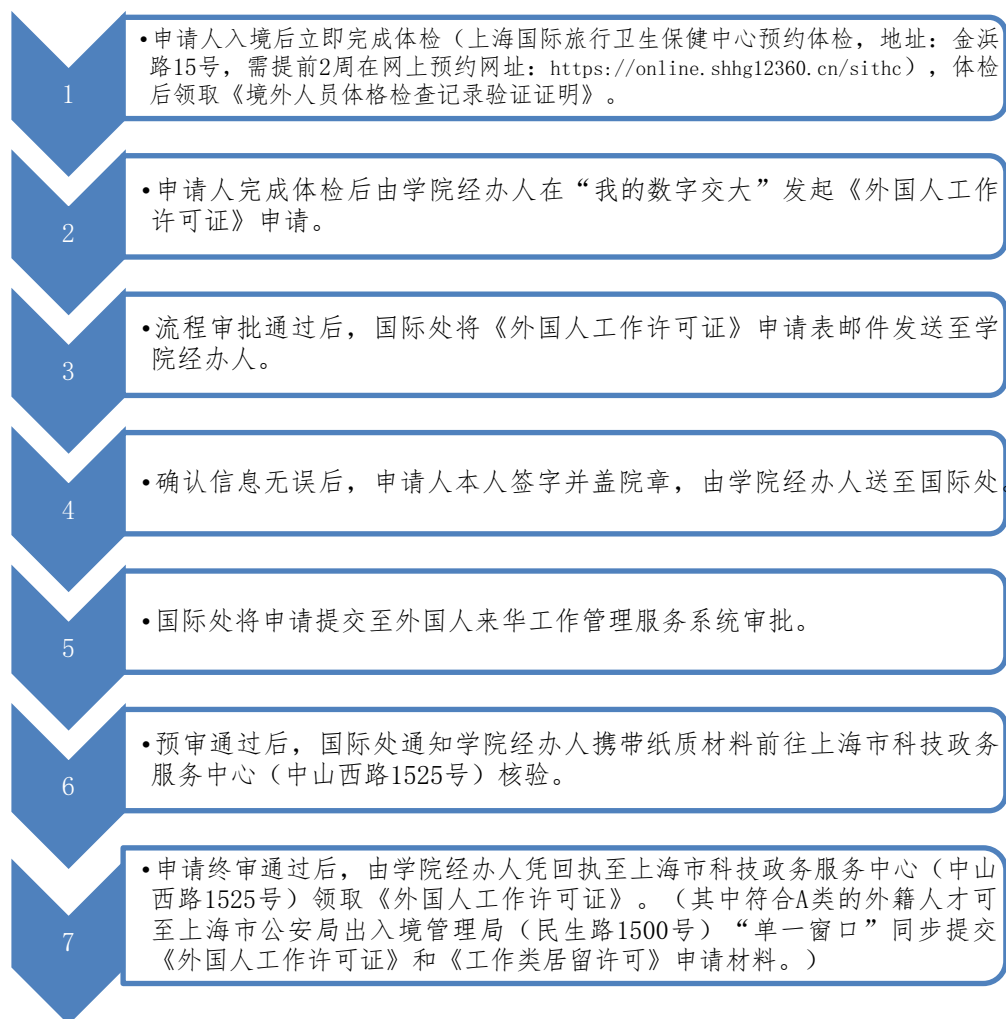 1
•申请人入境后立即完成体检（上海国际旅行卫生保健中心预约体检，地址：金浜
路15号，需提前2周在网上预约网址：https://online.shhg12360.cn/sithc），体检
后领取《境外人员体格检查记录验证证明》。
2
•申请人完成体检后由学院经办人在“我的数字交大”发起《外国人工作
许可证》申请。
3
•流程审批通过后，国际处将《外国人工作许可证》申请表邮件发送至学
院经办人。
4
•确认信息无误后，申请人本人签字并盖院章，由学院经办人送至国际处。
5
•国际处将申请提交至外国人来华工作管理服务系统审批。
6
•预审通过后，国际处通知学院经办人携带纸质材料前往上海市科技政务
服务中心（中山西路1525号）核验。
7
•申请终审通过后，由学院经办人凭回执至上海市科技政务服务中心（中山
西路1525号）领取《外国人工作许可证》。（其中符合A类的外籍人才可
至上海市公安局出入境管理局（民生路1500号）“单一窗口”同步提交
《外国人工作许可证》和《工作类居留许可》申请材料。）